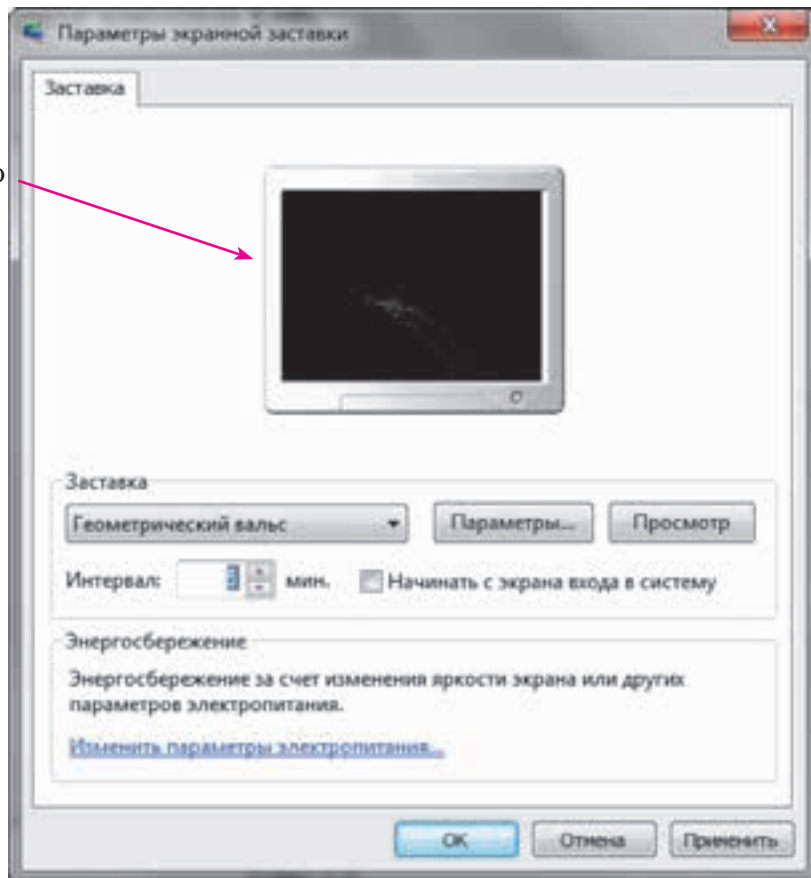 Параметры экранной заставки
Заставка
о
Заставка
Геометрический вальс Параметры... Просмотр
Интервал: мин. Начинать с экрана входа в систему
Энергосбережение
Энергосбережение за счет изменения яркости экрана или других
параметров электропитания.
Изменить параметры электропитания...
ОК Отмена Применить